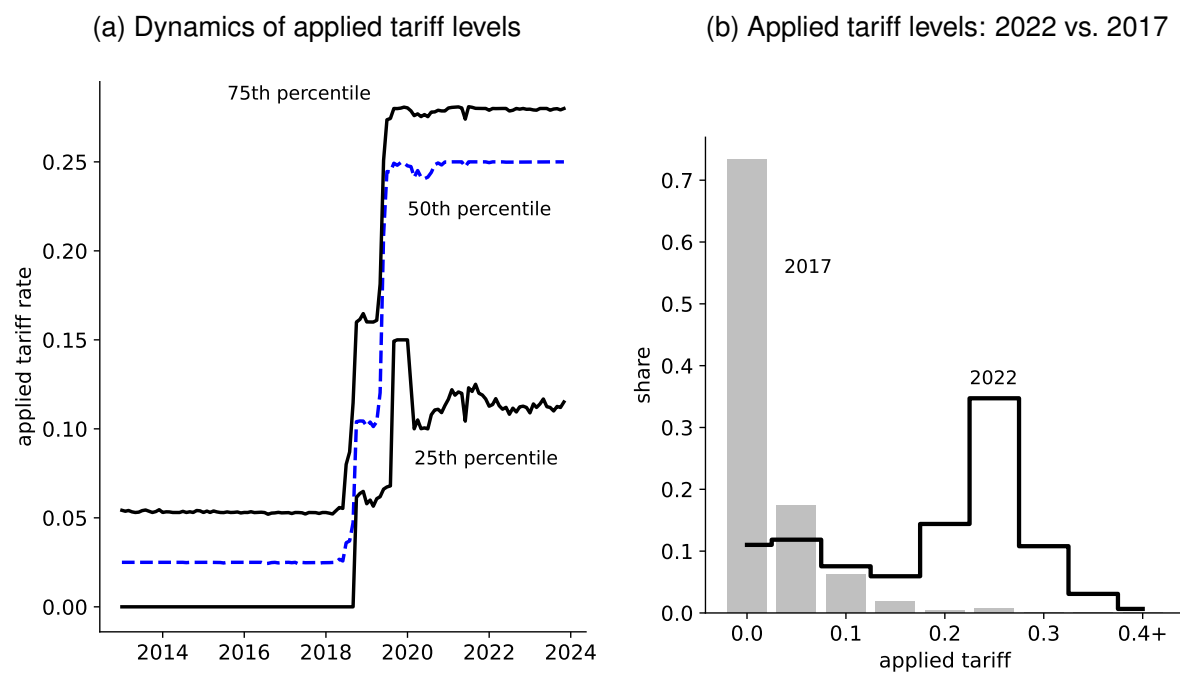 (a) Dynamics of applied tariff levels
75th percentile
50th percentile
25th percentile
applied tariff rate
0.25
0.20
0.15
0.10
0.05
0.00
2014 2016 2018 2020 2022 2024
(b) Applied tariff levels: 2022 vs. 2017
2017
2022
share
0.7
0.6
0.5
0.4
0.3
0.2
0.1
0.0
0.0 0.1 0.2 0.3 0.4+
applied tariff